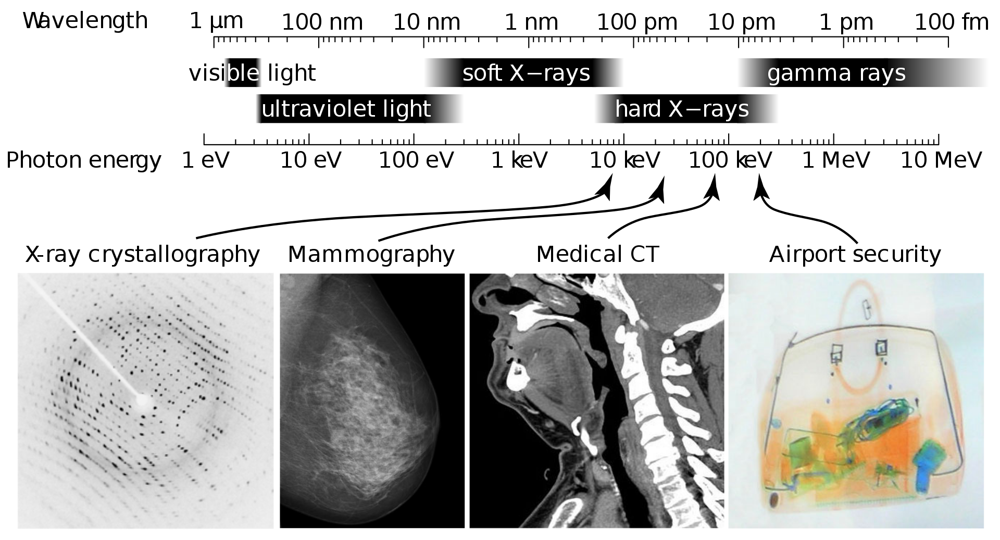 Wavelength 1 µm 100 nm 10 nm 1 nm 100 pm 10 pm 1 pm 100 fm
visible light soft X−rays gamma rays
ultraviolet light hard X−rays
Photon energy 1 eV 10 eV 100 eV 1 keV 10 keV 100 keV 1 MeV 10 MeV
X-ray crystallography Mammography Medical CT Airport security